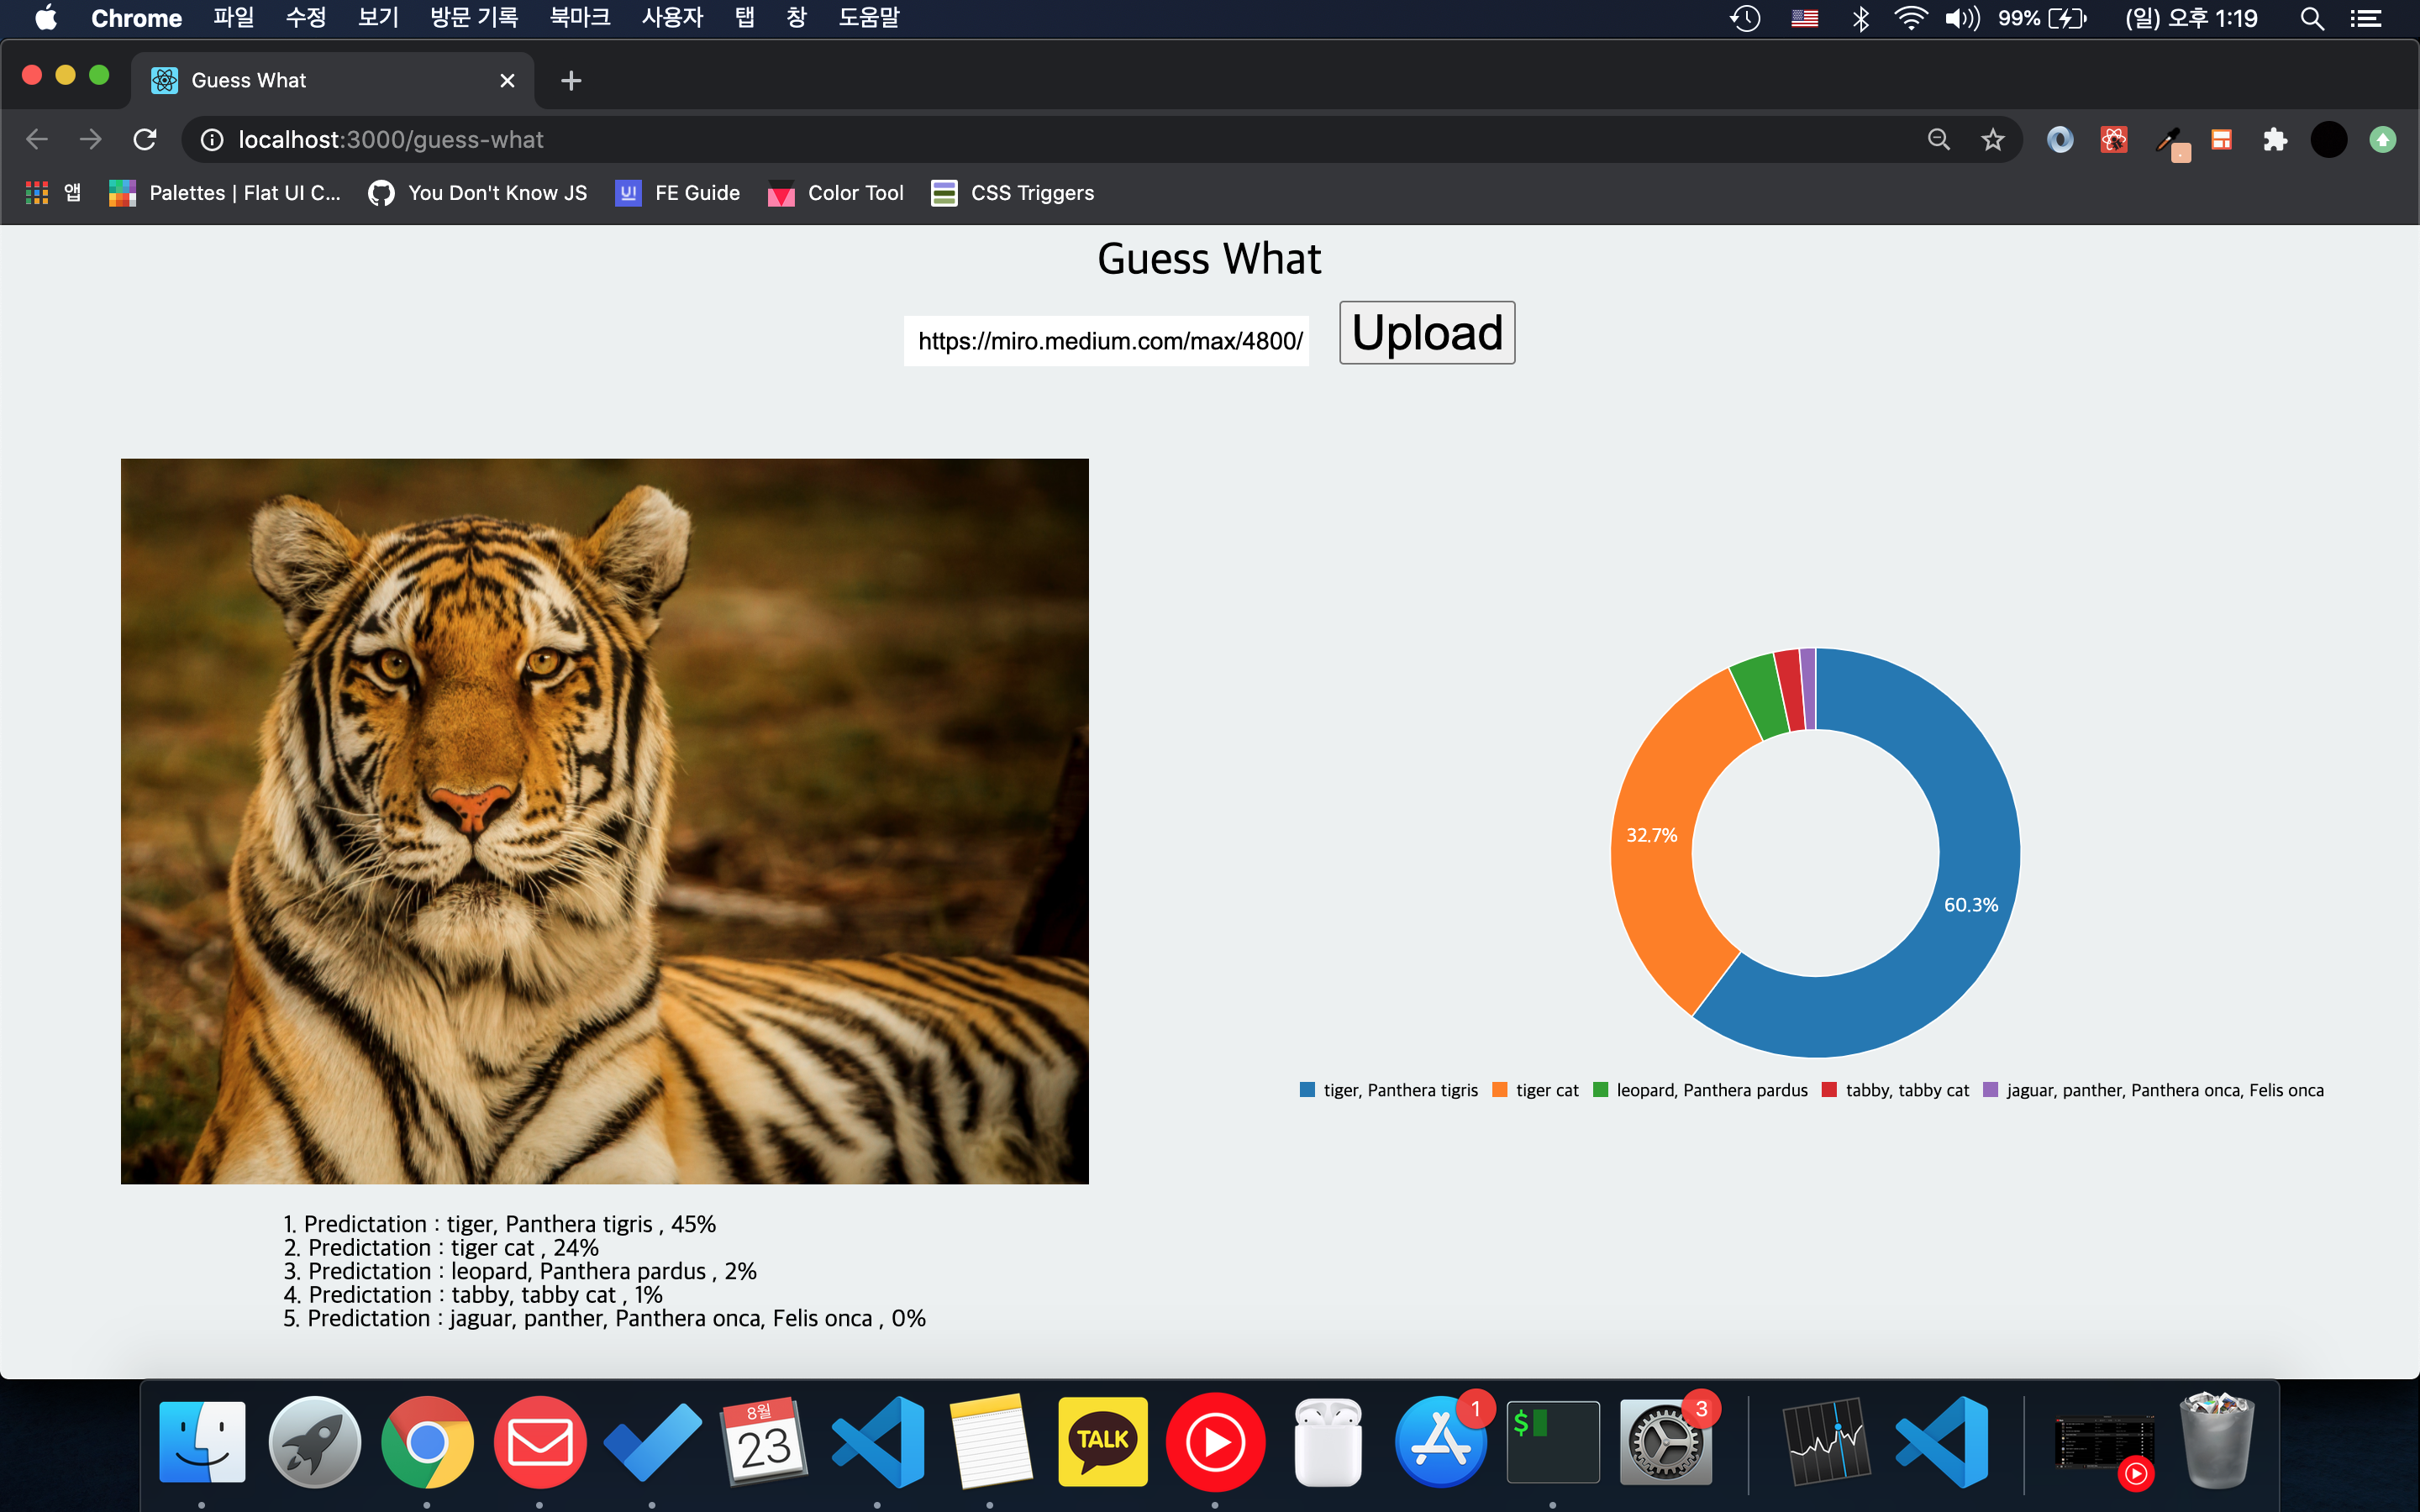 Chrome 파일 수정 보기 방문 기록 북마크 사용자 탭 창 도움말 99% (일) 오후 1:19
Guess What
localhost:3000/guess-what
앱 Palettes | Flat UI C... You Don't Know JS FE Guide Color Tool CSS Triggers
Guess What
https://miro.medium.com/max/4800/ Upload
32.7%
60.3%
tiger, Panthera tigris tiger cat leopard, Panthera pardus tabby, tabby cat jaguar, panther, Panthera onca, Felis onca
1. Predictation : tiger, Panthera tigris , 45%
2. Predictation : tiger cat , 24%
3. Predictation : leopard, Panthera pardus , 2%
4. Predictation : tabby, tabby cat , 1%
5. Predictation : jaguar, panther, Panthera onca, Felis onca , 0%
8월
23
TALK
1
$
3